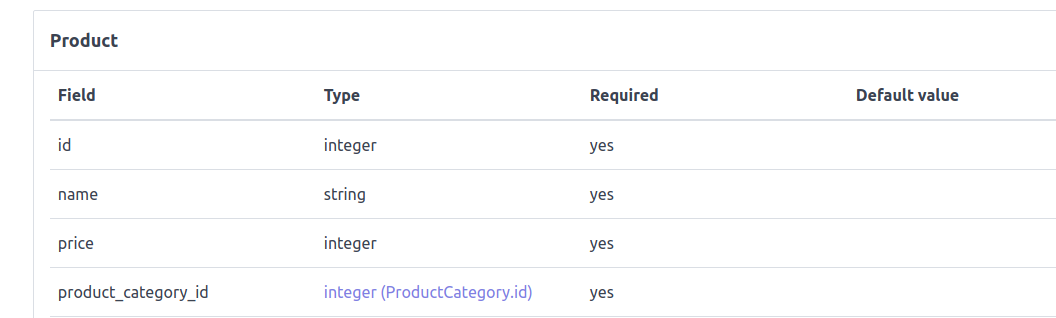 Product
Field Type Required Default value
id integer yes
name string yes
price integer yes
product_category_id integer (ProductCategory.id) yes